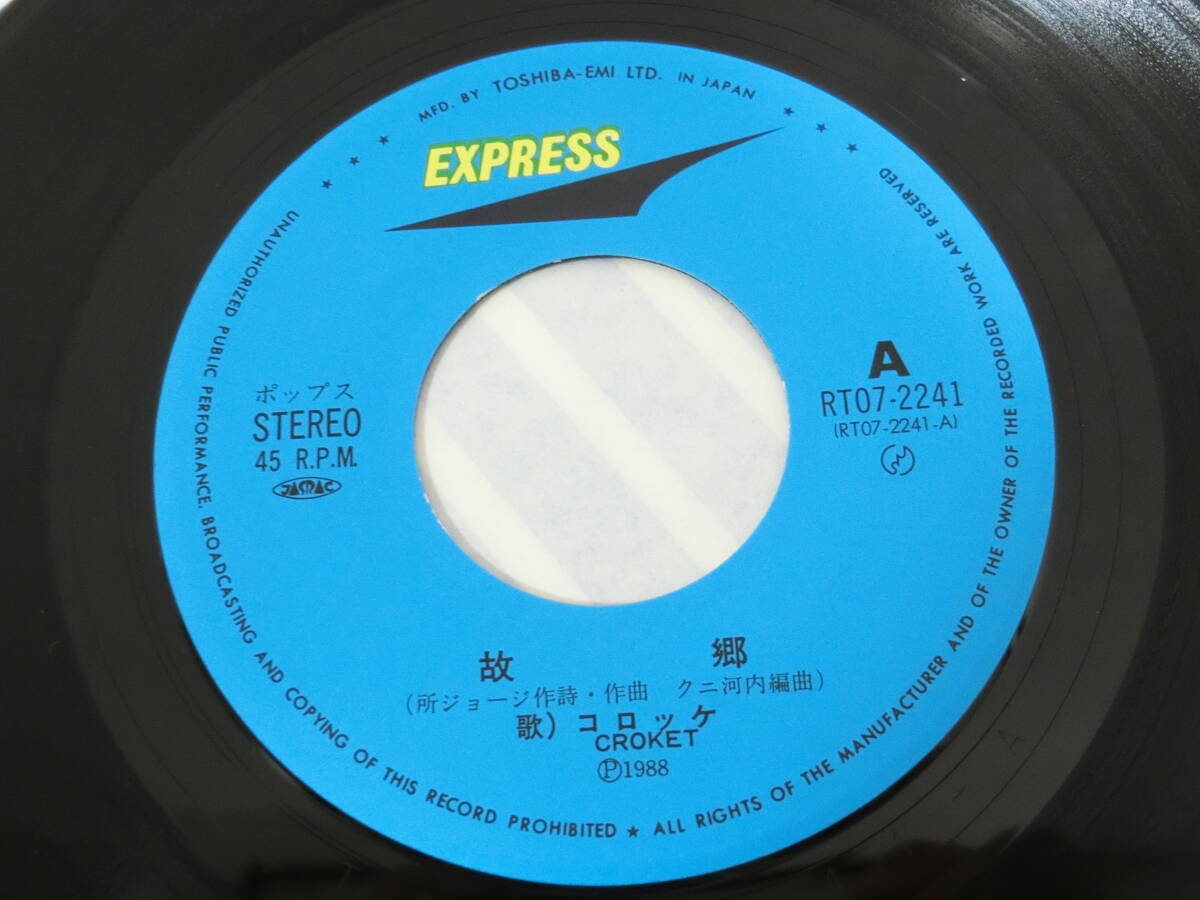 MFD. BY TOSHIBA-EMI LTD. IN JAPAN
EXPRESS
ポップス
STEREO
45 R.P.M.
JASRAC
A
RT07-2241
(RT07-2241-A)
故 郷
(所ジョージ作詩・作曲 クニ河内編曲)
歌) コロッケ
CROKET
Ⓟ1988
UNAUTHORIZED PUBLIC PERFORMANCE, BROADCASTING AND COPYING OF THIS RECORD PROHIBITED ★ ALL RIGHTS OF THE MANUFACTURER AND OF THE OWNER OF THE RECORDED WORK ARE RESERVED
A